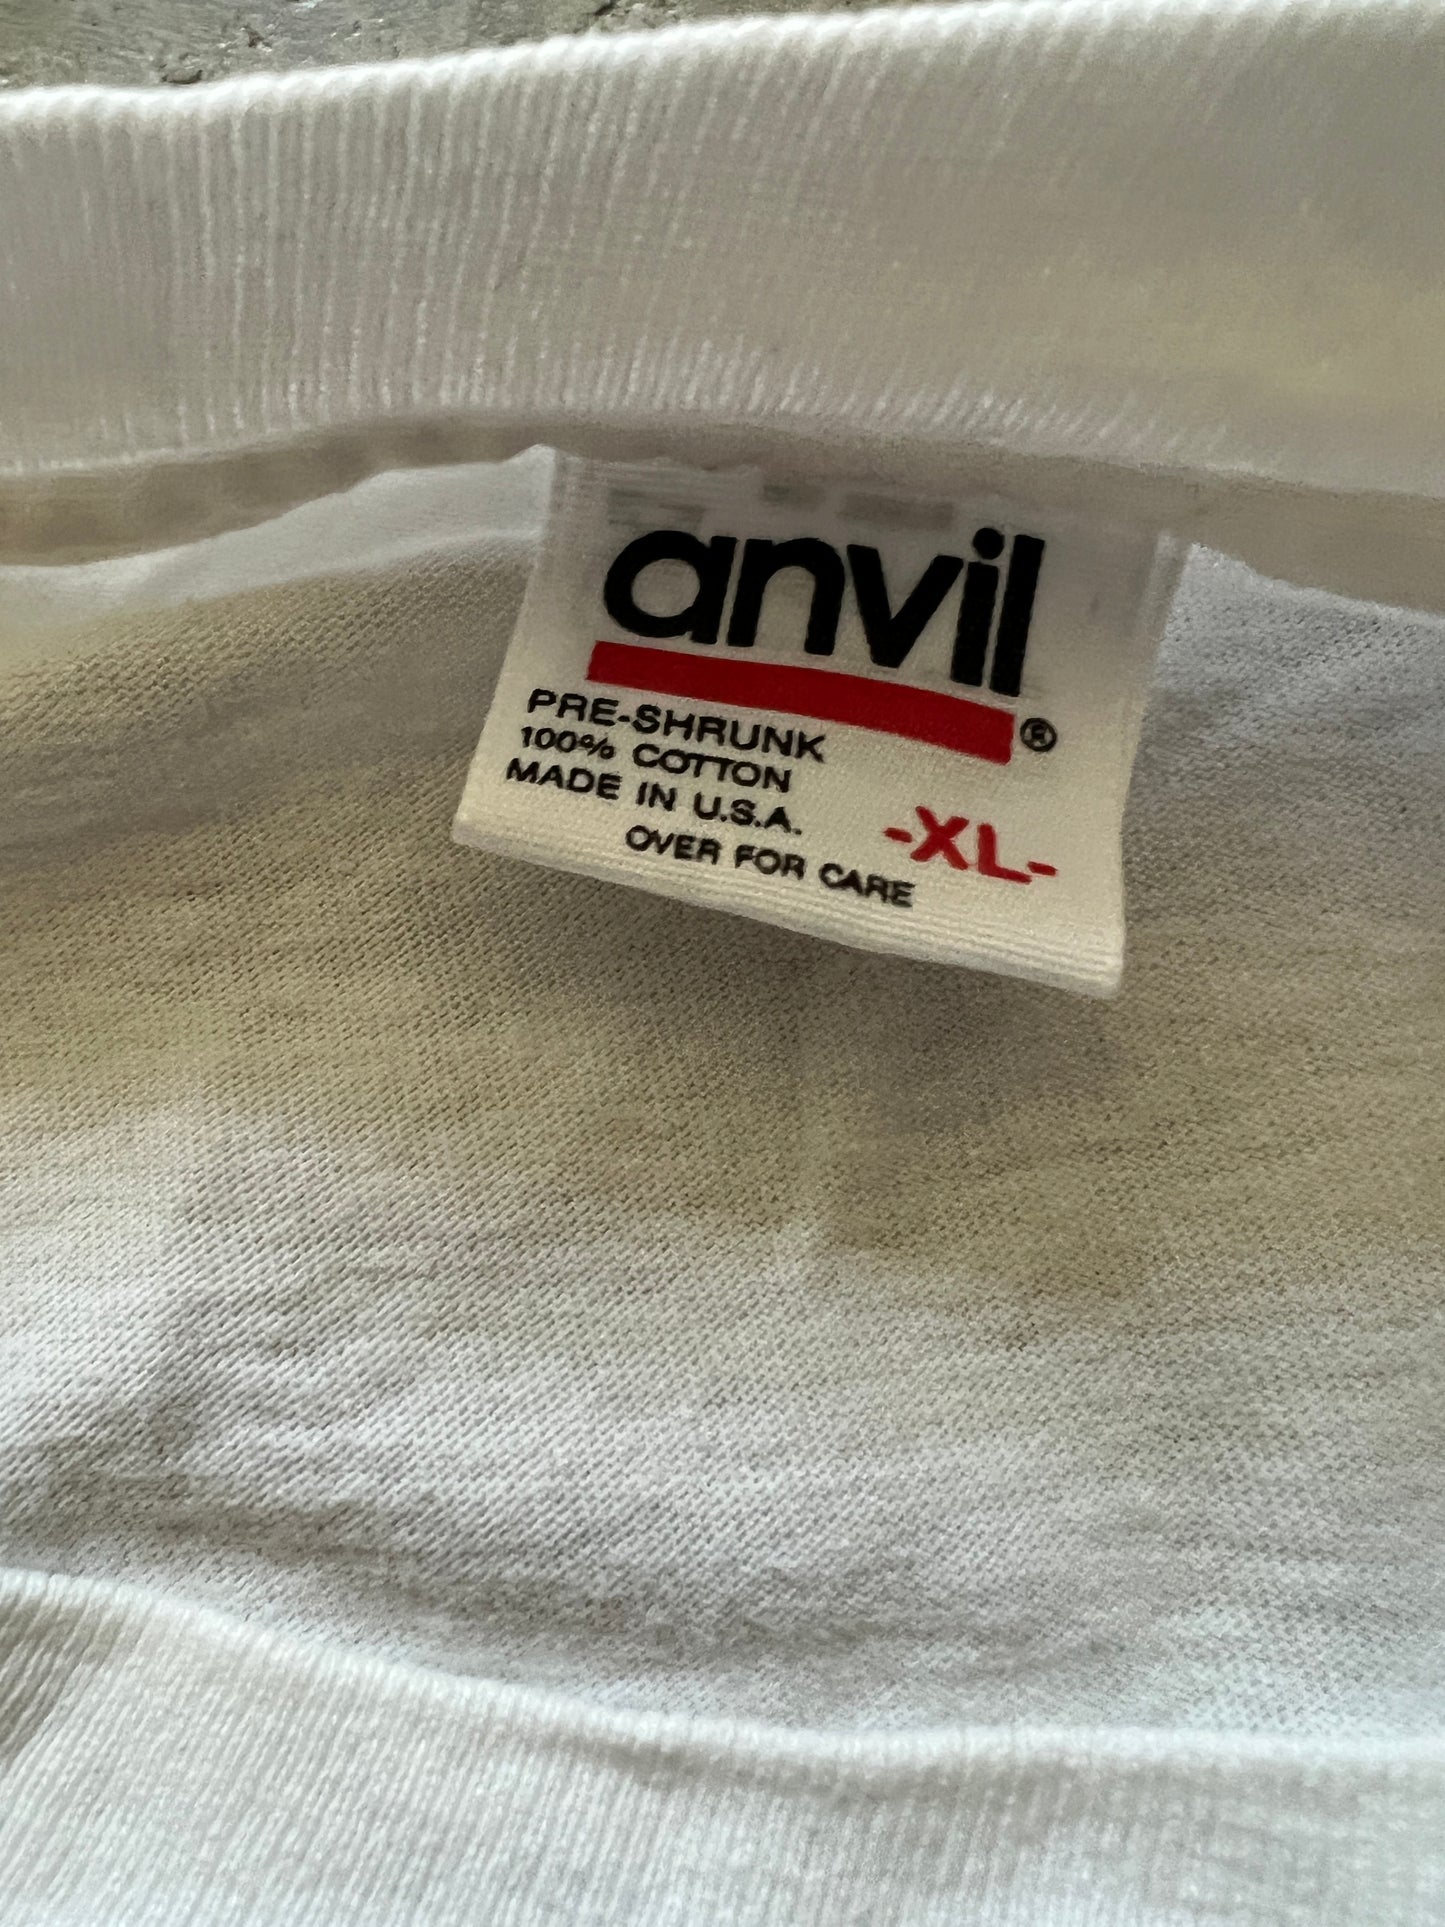 anvil®
PRE-SHRUNK
100% COTTON
MADE IN U.S.A.
-XL-
OVER FOR CARE